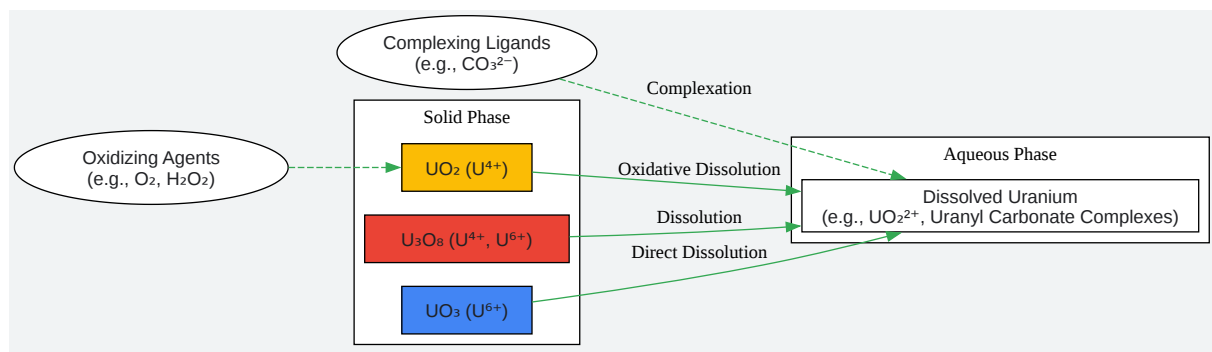 Complexing Ligands
(e.g., CO₃²⁻)
Complexation
Solid Phase
Oxidizing Agents
(e.g., O₂, H₂O₂)
UO₂ (U⁴⁺)
Oxidative Dissolution
Aqueous Phase
Dissolved Uranium
(e.g., UO₂²⁺, Uranyl Carbonate Complexes)
U₃O₈ (U⁴⁺, U⁶⁺)
Dissolution
Direct Dissolution
UO₃ (U⁶⁺)